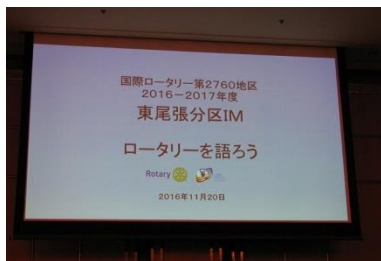 国際ロータリー第2760地区
2016－2017年度
東尾張分区IM
ロータリーを語ろう
Rotary
2016年11月20日